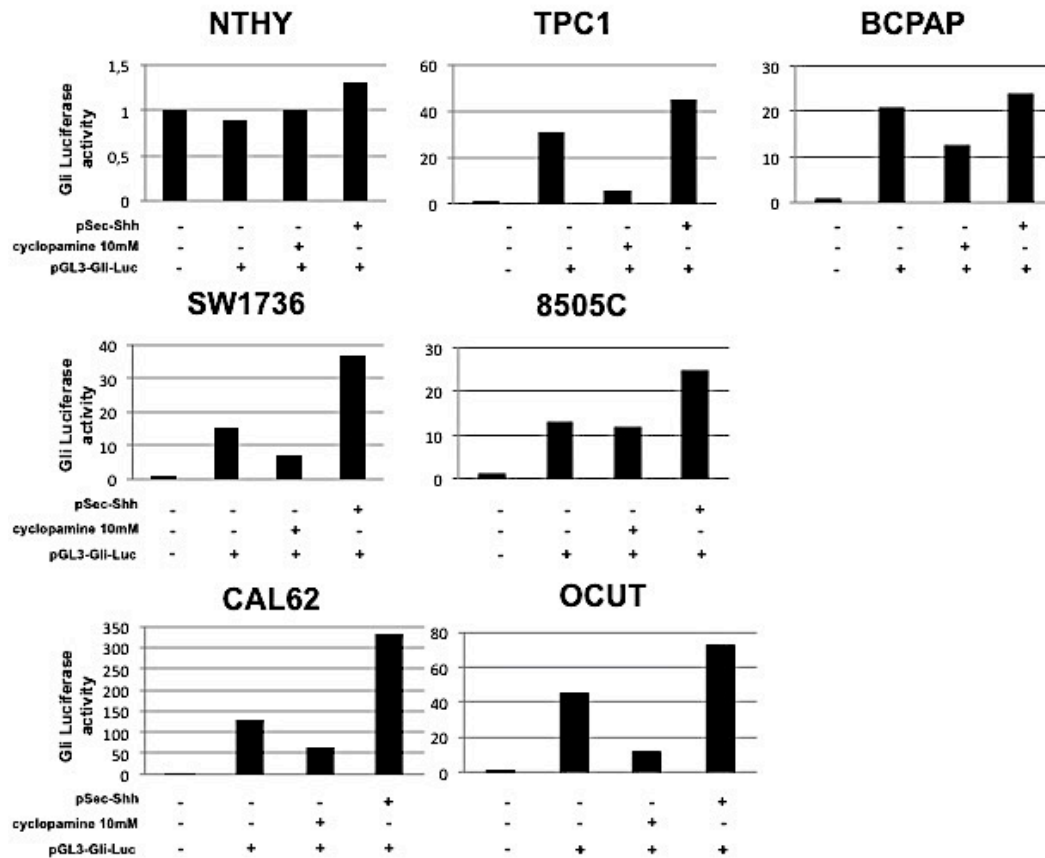 NTHY TPC1 BCPAP
Gli Luciferase activity
1,5
1
0,5
0
60
40
20
0
30
20
10
0
pSec-Shh - - - + - - - + - - - +
cyclopamine 10mM - - + - - - + - - - + -
pGL3-Gli-Luc - + + + - + + + - + + +
SW1736 8505C
Gli Luciferase activity
40
30
20
10
0
30
20
10
0
pSec-Shh - - - + - - - +
cyclopamine 10mM - - + - - - + -
pGL3-Gli-Luc - + + + - + + +
CAL62 OCUT
Gli Luciferase activity
350
300
250
200
150
100
50
0
80
60
40
20
0
pSec-Shh - - - + - - - +
cyclopamine 10mM - - + - - - + -
pGL3-Gli-Luc - + + + - + + +